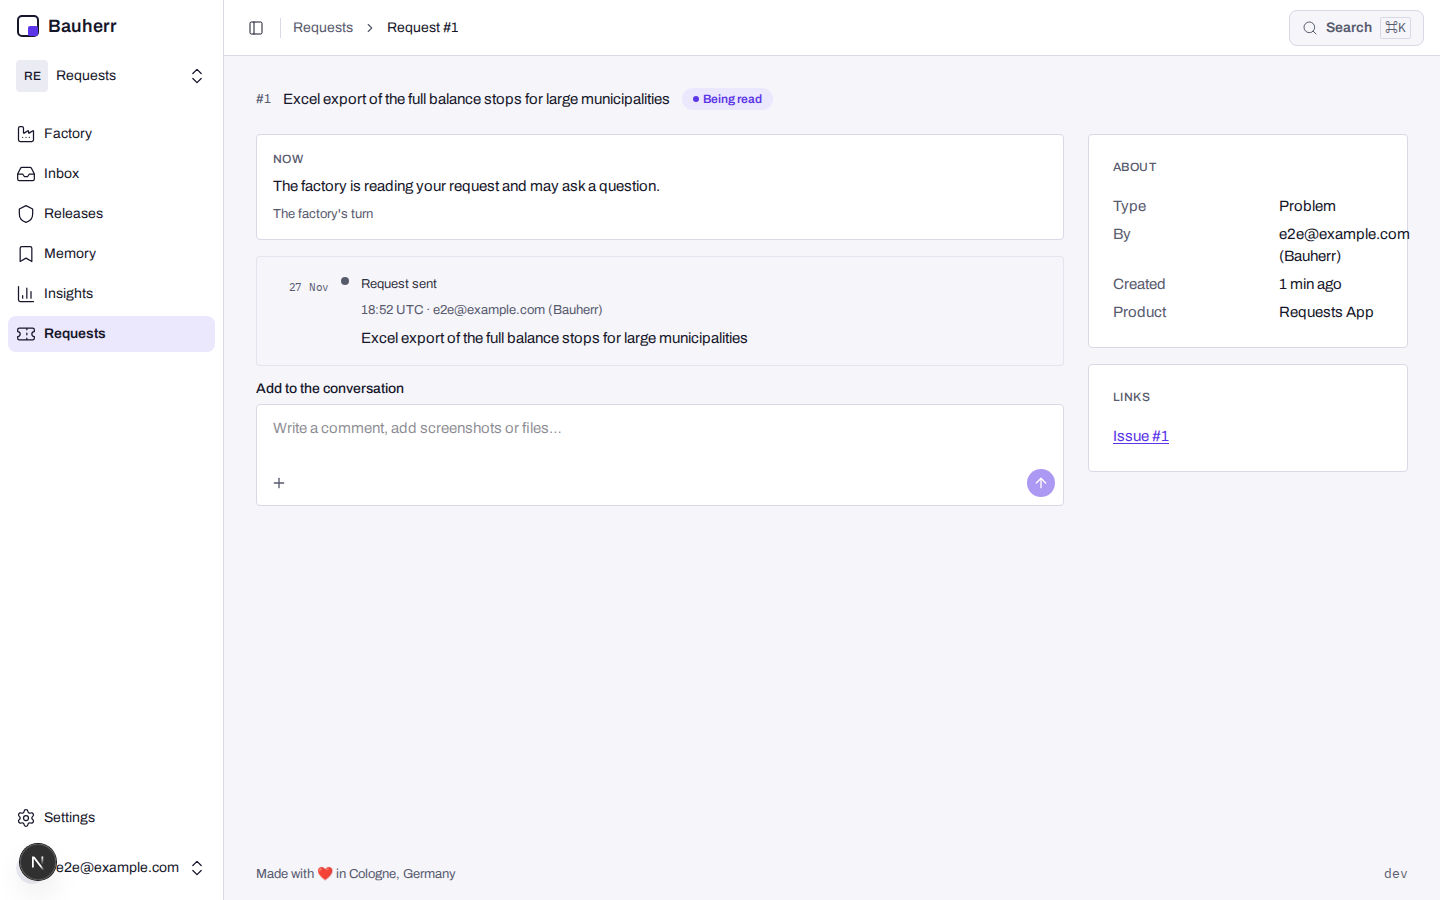 Bauherr
RE Requests
Factory
Inbox
Releases
Memory
Insights
Requests
Settings
N e2e@example.com
Requests > Request #1
Search ⌘K
#1 Excel export of the full balance stops for large municipalities Being read
NOW
The factory is reading your request and may ask a question.
The factory's turn
27 Nov Request sent
18:52 UTC · e2e@example.com (Bauherr)
Excel export of the full balance stops for large municipalities
Add to the conversation
Write a comment, add screenshots or files...
ABOUT
Type Problem
By e2e@example.com
(Bauherr)
Created 1 min ago
Product Requests App
LINKS
Issue #1
Made with ❤️ in Cologne, Germany
dev